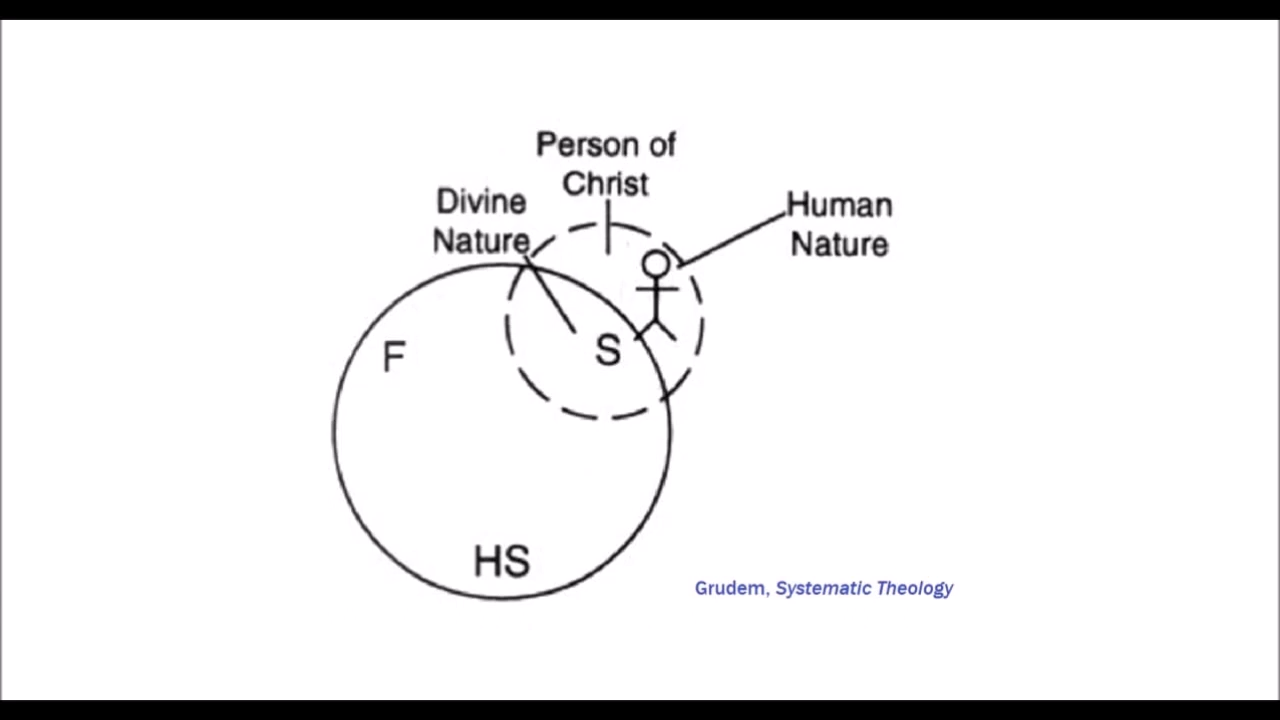 Person of
Christ
Divine
Nature
Human
Nature
F
S
HS
Grudem, Systematic Theology